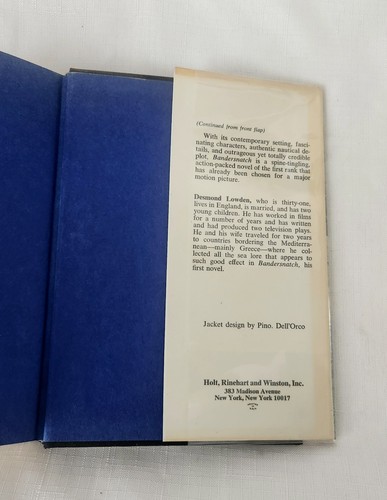 (Continued from front flap)
With its contemporary setting, fasci-
nating characters, authentic nautical de-
tails, and outrageous yet totally credible
plot, Bandersnatch is a spine-tingling,
action-packed novel of the first rank that
has already been chosen for a major
motion picture.
Desmond Lowden, who is thirty-one,
lives in England, is married, and has two
young children. He has worked in films
for a number of years and has written
and had produced two television plays.
He and his wife traveled for two years
to countries bordering the Mediterra-
nean—mainly Greece—where he col-
lected all the sea lore that appears to
such good effect in Bandersnatch, his
first novel.
Jacket design by Pino. Dell'Orco
Holt, Rinehart and Winston, Inc.
383 Madison Avenue
New York, New York 10017